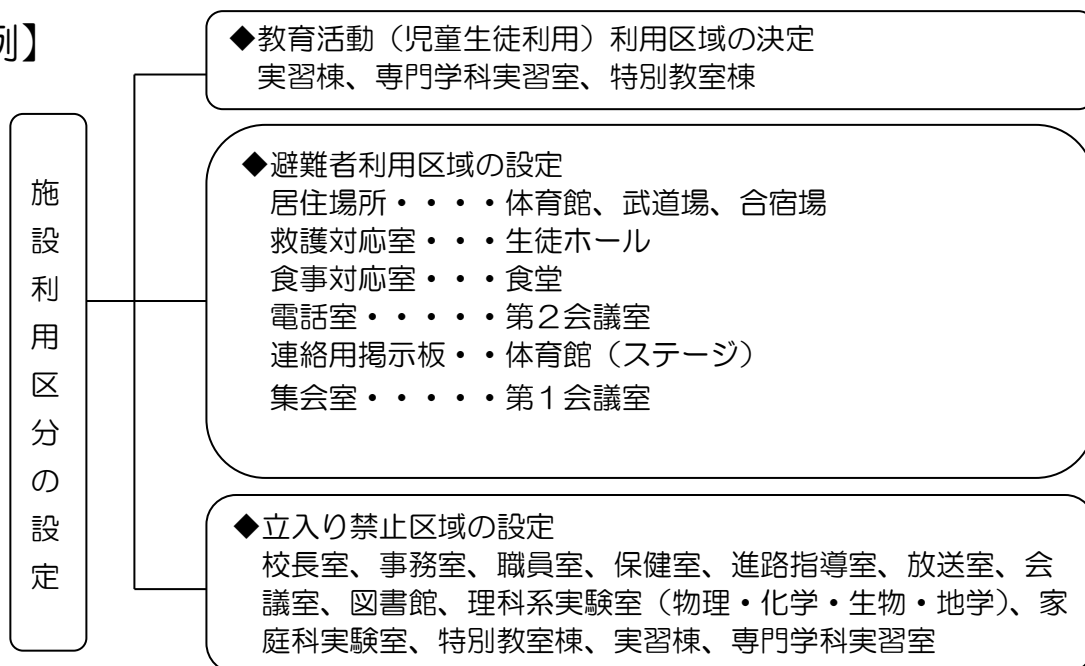 例】
◆教育活動（児童生徒利用）利用区域の決定
実習棟、専門学科実習室、特別教室棟
施設利用区分の設定
◆避難者利用区域の設定
居住場所・・・・体育館、武道場、合宿場
救護対応室・・・生徒ホール
食事対応室・・・食堂
電話室・・・・・第２会議室
連絡用掲示板・・体育館（ステージ）
集会室・・・・・第１会議室
◆立入り禁止区域の設定
校長室、事務室、職員室、保健室、進路指導室、放送室、会
議室、図書館、理科系実験室（物理・化学・生物・地学）、家
庭科実験室、特別教室棟、実習棟、専門学科実習室